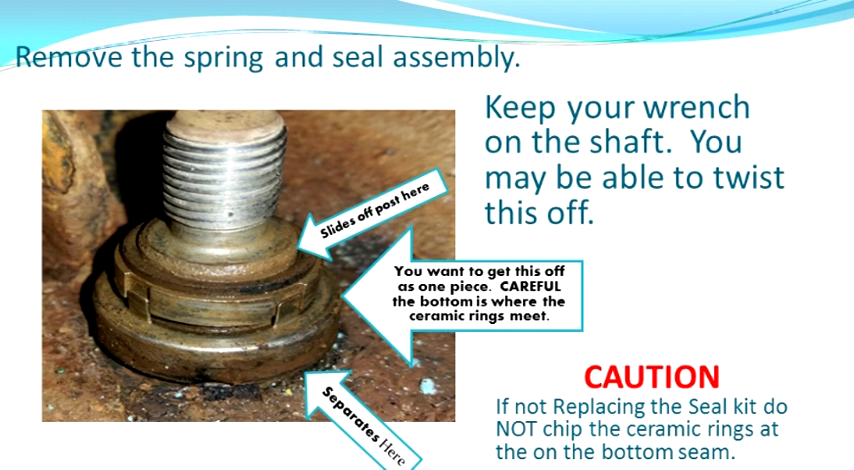 Remove the spring and seal assembly.
Keep your wrench
on the shaft.  You
may be able to twist
this off.
Slides off post here
You want to get this off
as one piece.  CAREFUL
the bottom is where the
ceramic rings meet.
Separates Here
CAUTION
If not Replacing the Seal kit do
NOT chip the ceramic rings at
the on the bottom seam.